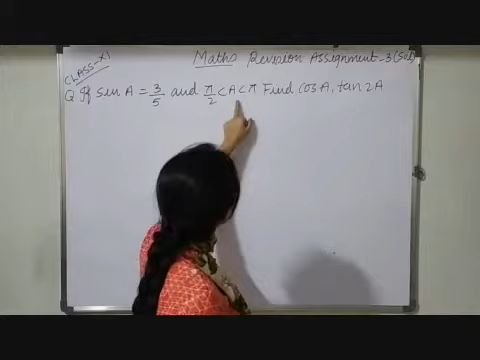 CLASS-XI
Maths Revision Assignment-3 (Sol)
Q If sin A = 3/5 and π/2 < A < π Find cos A, tan 2A